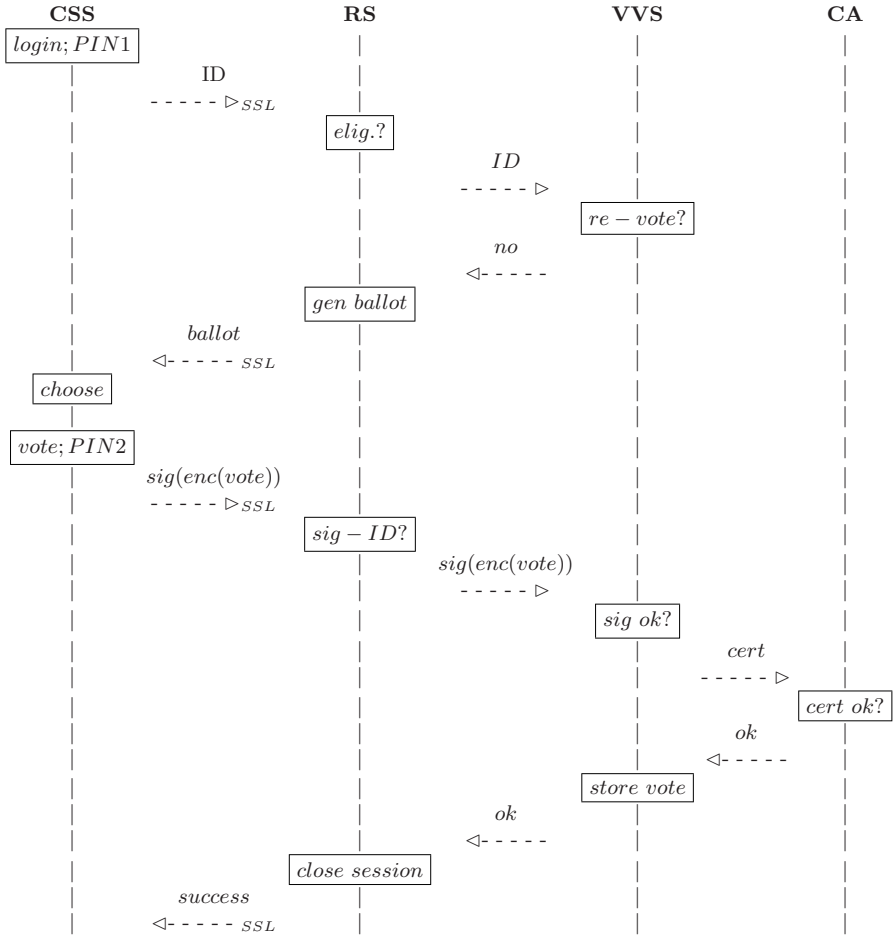 CSS RS VVS CA
login; PIN1
ID
SSL
elig.?
ID
re − vote?
no
gen ballot
ballot
SSL
choose
vote; PIN2
sig(enc(vote))
SSL
sig − ID?
sig(enc(vote))
sig ok?
cert
cert ok?
ok
store vote
ok
close session
success
SSL